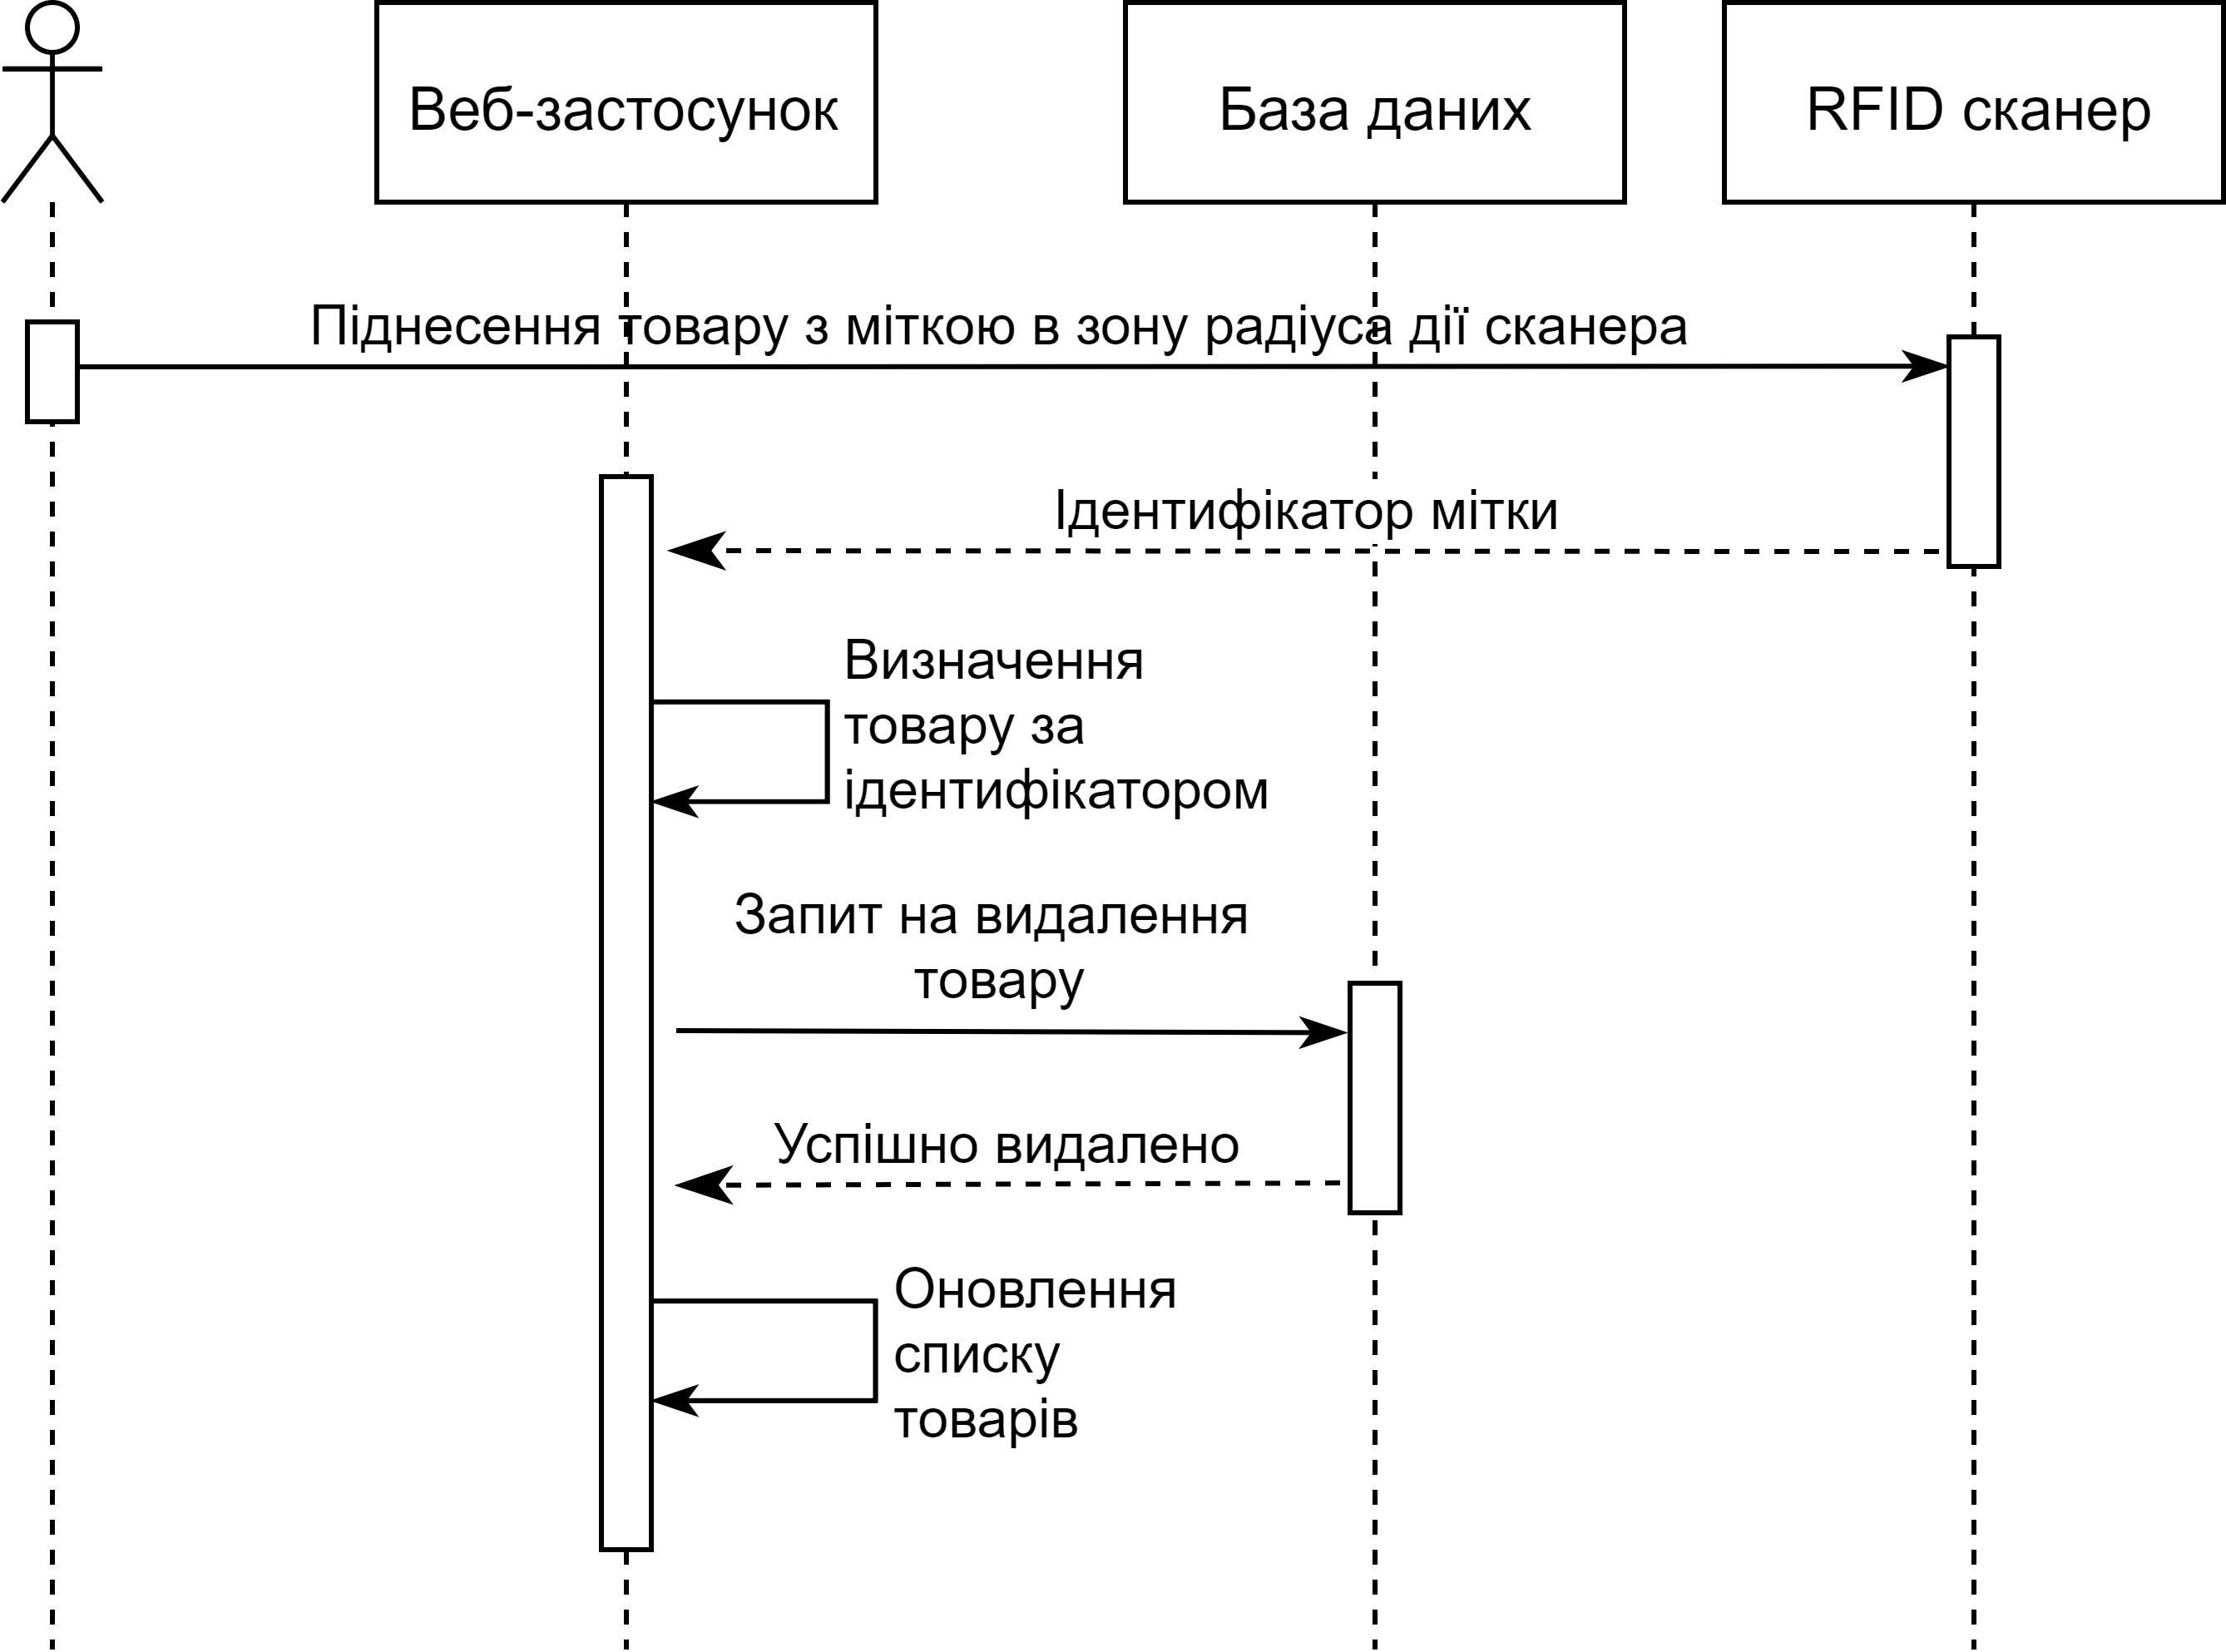 Веб-застосунок
База даних
RFID сканер
Піднесення товару з міткою в зону радіуса дії сканера
Ідентифікатор мітки
Визначення
товару за
ідентифікатором
Запит на видалення
товару
Успішно видалено
Оновлення
списку
товарів